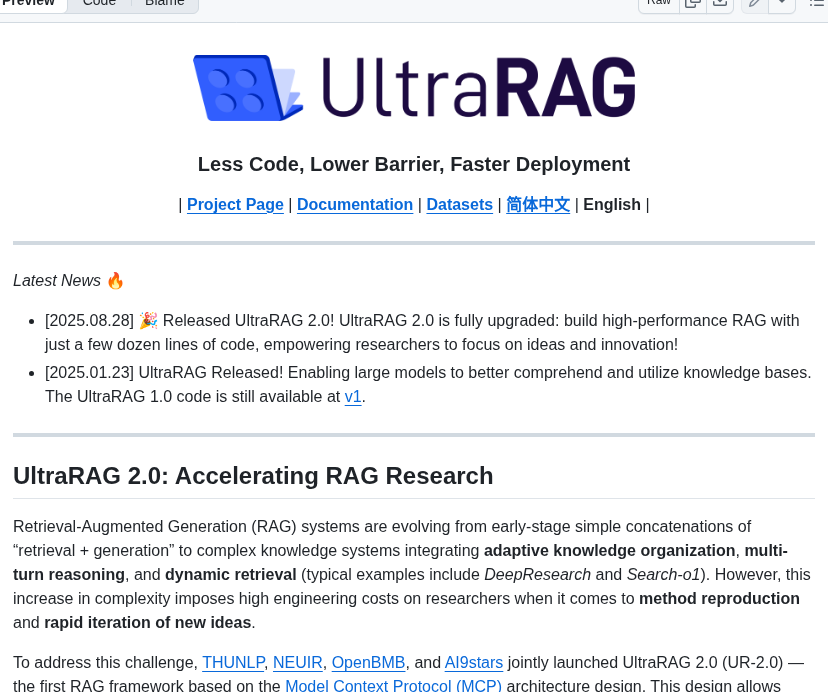 Preview Code Blame Raw
UltraRAG
Less Code, Lower Barrier, Faster Deployment
| Project Page | Documentation | Datasets | 简体中文 | English |
Latest News 🔥
• [2025.08.28] 🎉 Released UltraRAG 2.0! UltraRAG 2.0 is fully upgraded: build high-performance RAG with
just a few dozen lines of code, empowering researchers to focus on ideas and innovation!
• [2025.01.23] UltraRAG Released! Enabling large models to better comprehend and utilize knowledge bases.
The UltraRAG 1.0 code is still available at v1.
UltraRAG 2.0: Accelerating RAG Research
Retrieval-Augmented Generation (RAG) systems are evolving from early-stage simple concatenations of
“retrieval + generation” to complex knowledge systems integrating adaptive knowledge organization, multi-
turn reasoning, and dynamic retrieval (typical examples include DeepResearch and Search-o1). However, this
increase in complexity imposes high engineering costs on researchers when it comes to method reproduction
and rapid iteration of new ideas.
To address this challenge, THUNLP, NEUIR, OpenBMB, and AI9stars jointly launched UltraRAG 2.0 (UR-2.0) —
the first RAG framework based on the Model Context Protocol (MCP) architecture design. This design allows